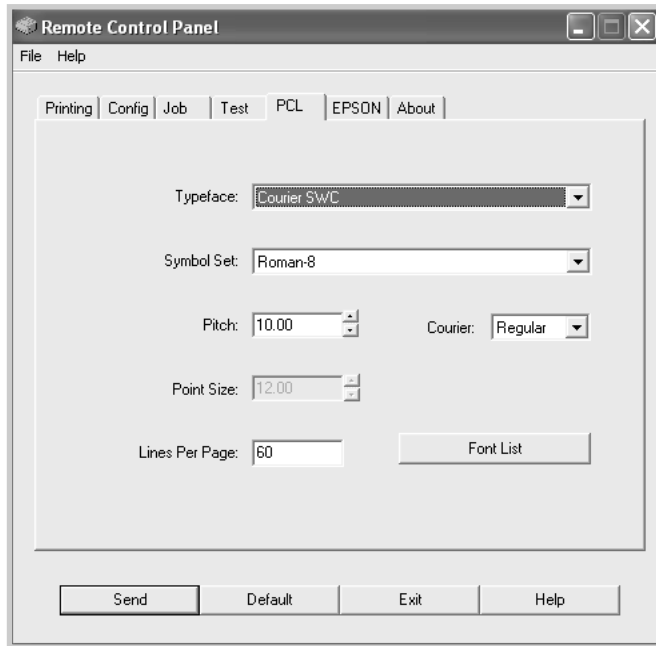 Remote Control Panel
File Help
Printing Config Job Test PCL EPSON About
Typeface: Courier SWC
Symbol Set: Roman-8
Pitch: 10.00 Courier: Regular
Point Size: 12.00
Lines Per Page: 60 Font List
Send Default Exit Help